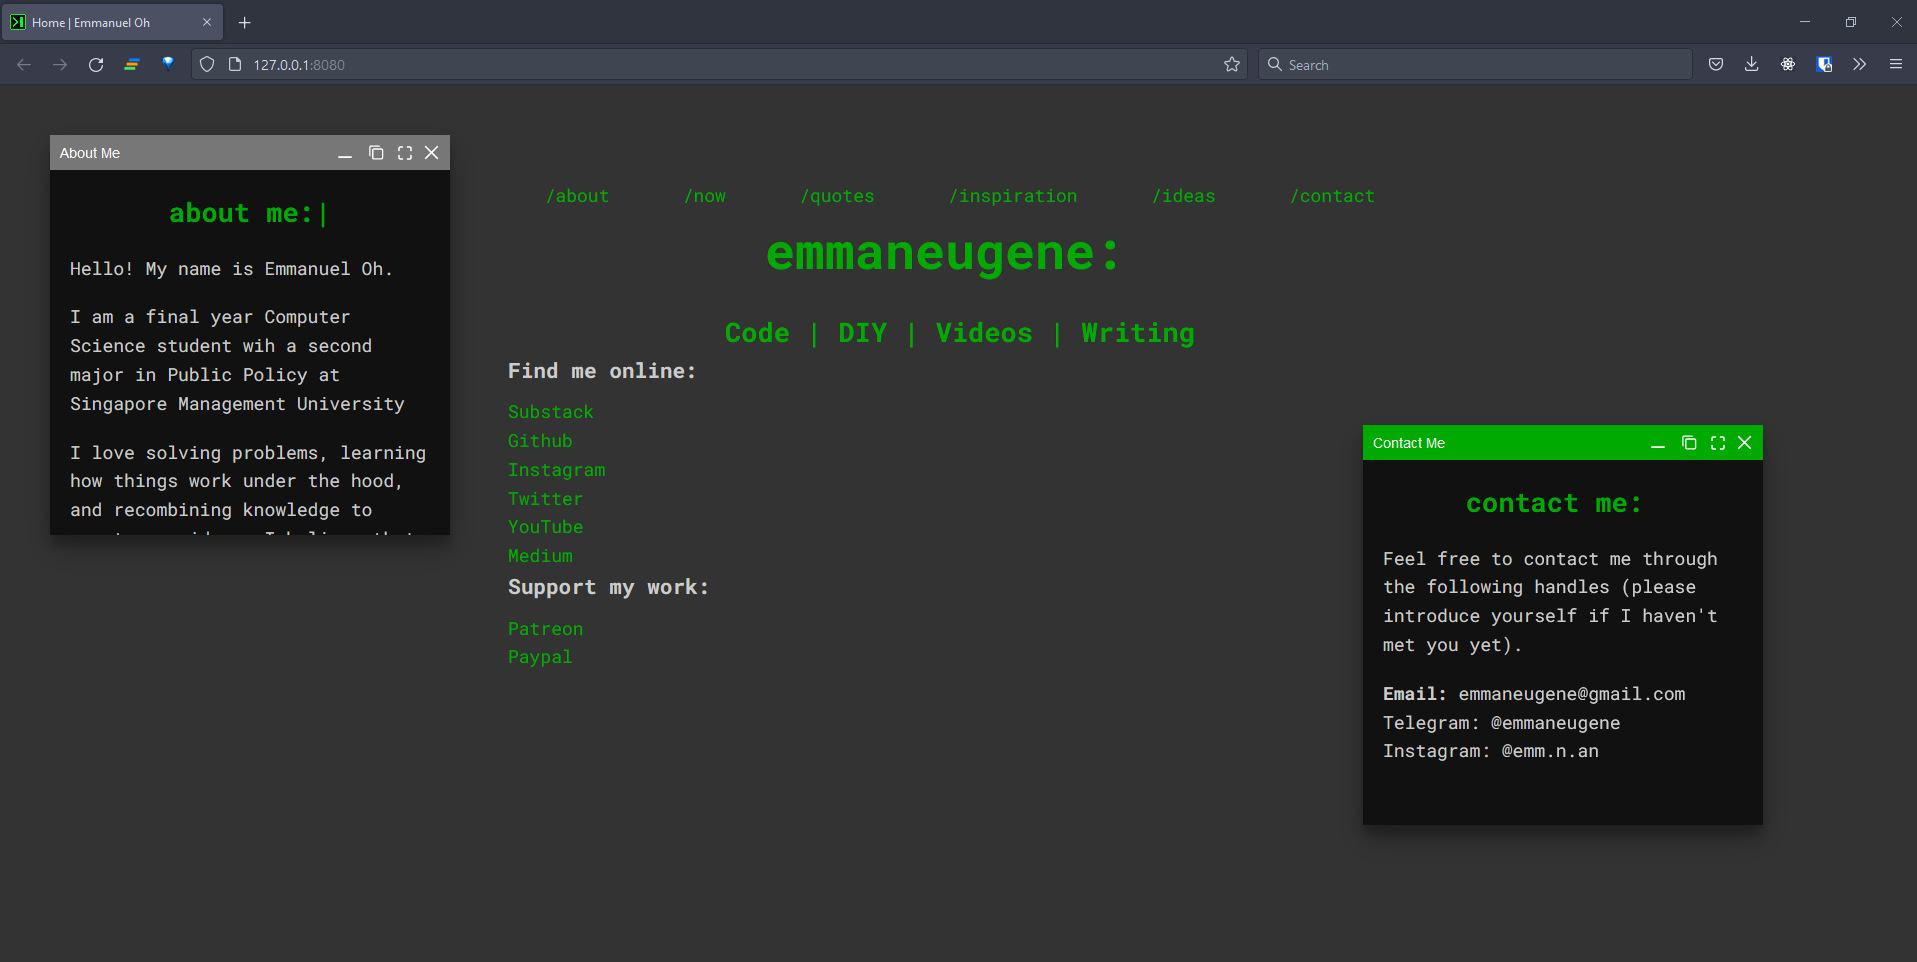 Home | Emmanuel Oh
127.0.0.1:8080
Search
About Me
about me:|
Hello! My name is Emmanuel Oh.
I am a final year Computer
Science student wih a second
major in Public Policy at
Singapore Management University
I love solving problems, learning
how things work under the hood,
and recombining knowledge to
/about /now /quotes /inspiration /ideas /contact
emmaneugene:
Code | DIY | Videos | Writing
Find me online:
Substack
Github
Instagram
Twitter
YouTube
Medium
Support my work:
Patreon
Paypal
Contact Me
contact me:
Feel free to contact me through
the following handles (please
introduce yourself if I haven't
met you yet).
Email: emmaneugene@gmail.com
Telegram: @emmaneugene
Instagram: @emm.n.an